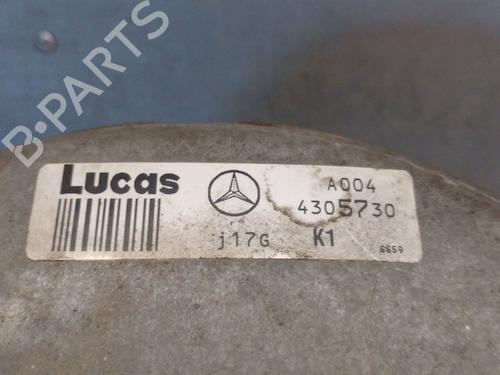 B-PARTS
Lucas
A004
4305730
j17G K1
6659